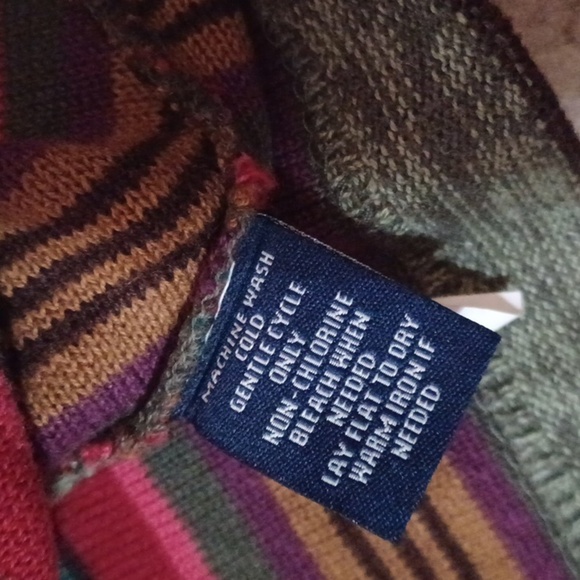 MACHINE WASH
COLD
GENTLE CYCLE
ONLY
NON-CHLORINE
BLEACH WHEN
NEEDED
LAY FLAT TO DRY
WARM IRON IF
NEEDED